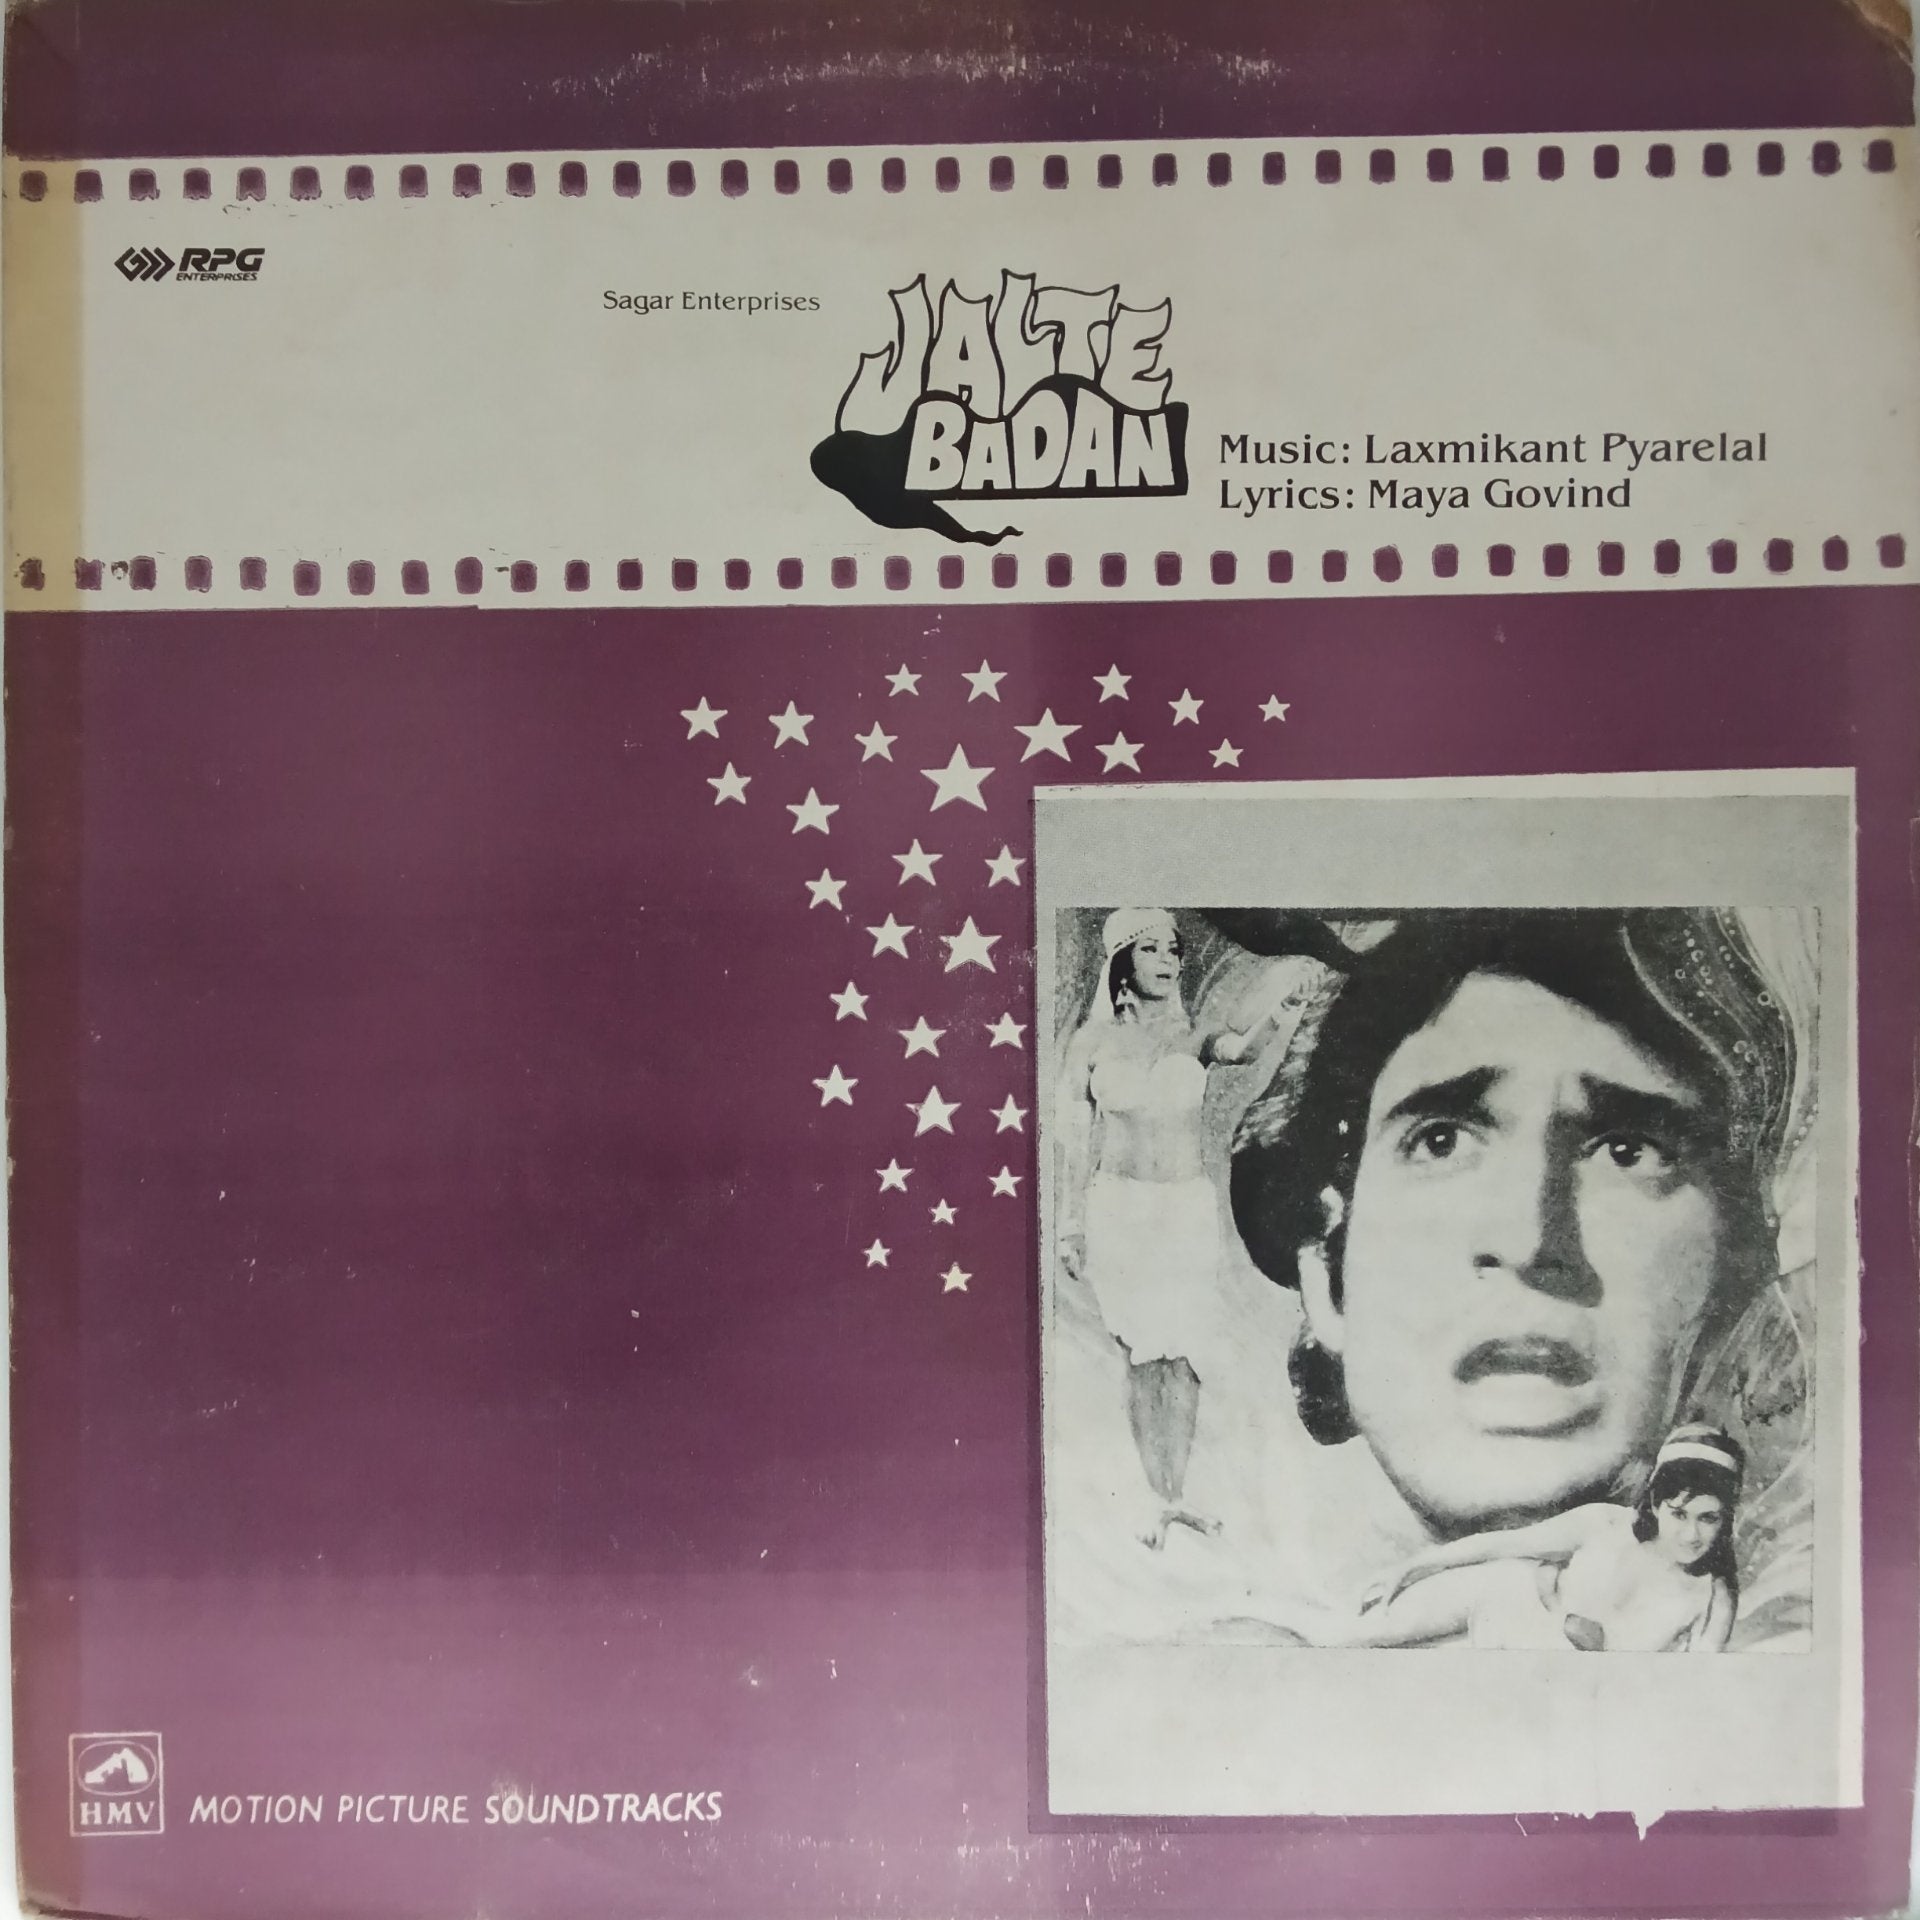 RPG
ENTERPRISES
Sagar Enterprises
JALTE
BADAN
Music: Laxmikant Pyarelal
Lyrics: Maya Govind
HMV
MOTION PICTURE SOUNDTRACKS